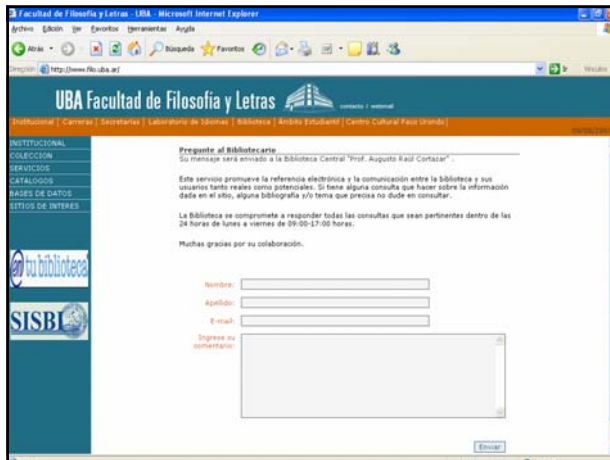 Facultad de Filosofía y Letras - UBA - Microsoft Internet Explorer
Archivo Edición Ver Favoritos Herramientas Ayuda
Atrás Búsqueda Favoritos
Dirección http://www.filo.uba.ar/ Ir Vínculos
UBA Facultad de Filosofía y Letras contacto | webmail
Institucional | Carreras | Secretarías | Laboratorio de Idiomas | Biblioteca | Ámbito Estudiantil | Centro Cultural Paco Urondo |
INSTITUCIONAL
COLECCION
SERVICIOS
CATALOGOS
BASES DE DATOS
SITIOS DE INTERES
en tu biblioteca
SISBI
Pregunte al Bibliotecario
Su mensaje será enviado a la Biblioteca Central "Prof. Augusto Raúl Cortazar" .
Este servicio promueve la referencia electrónica y la comunicación entre la biblioteca y sus
usuarios tanto reales como potenciales. Si tiene alguna consulta que hacer sobre la información
dada en el sitio, alguna bibliografía y/o tema que precisa no dude en consultar.
La Biblioteca se compromete a responder todas las consultas que sean pertinentes dentro de las
24 horas de lunes a viernes de 09:00-17:00 horas.
Muchas gracias por su colaboración.
Nombre:
Apellido:
E-mail:
Ingrese su
comentario:
Enviar